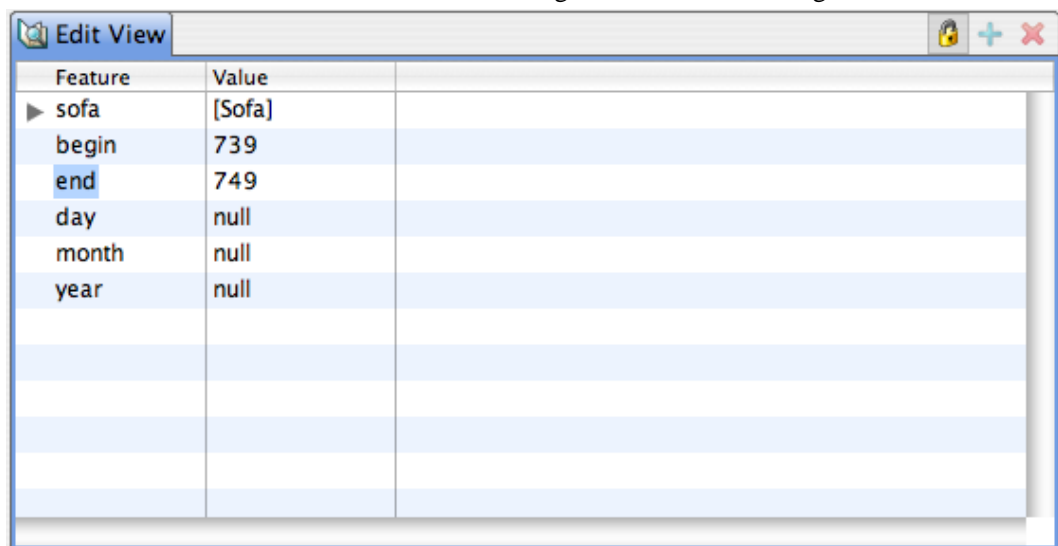 Edit View
Feature Value
sofa [Sofa]
begin 739
end 749
day null
month null
year null